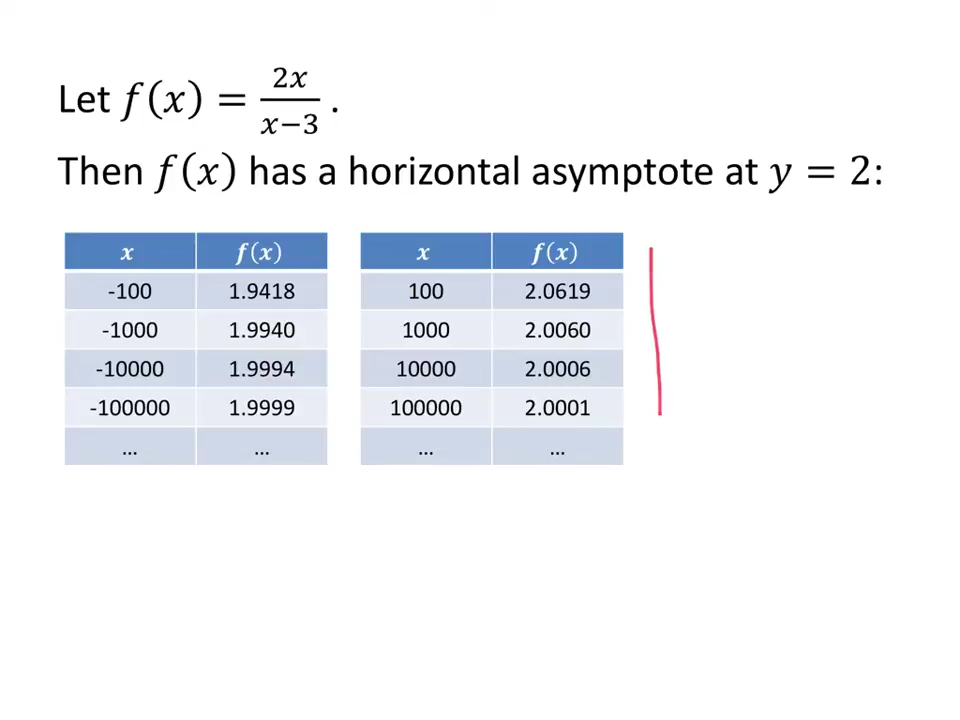 Let f(x) = 2x/(x−3) .
Then f(x) has a horizontal asymptote at y = 2:
x f(x) x f(x)
-100 1.9418 100 2.0619
-1000 1.9940 1000 2.0060
-10000 1.9994 10000 2.0006
-100000 1.9999 100000 2.0001
... ... ... ...